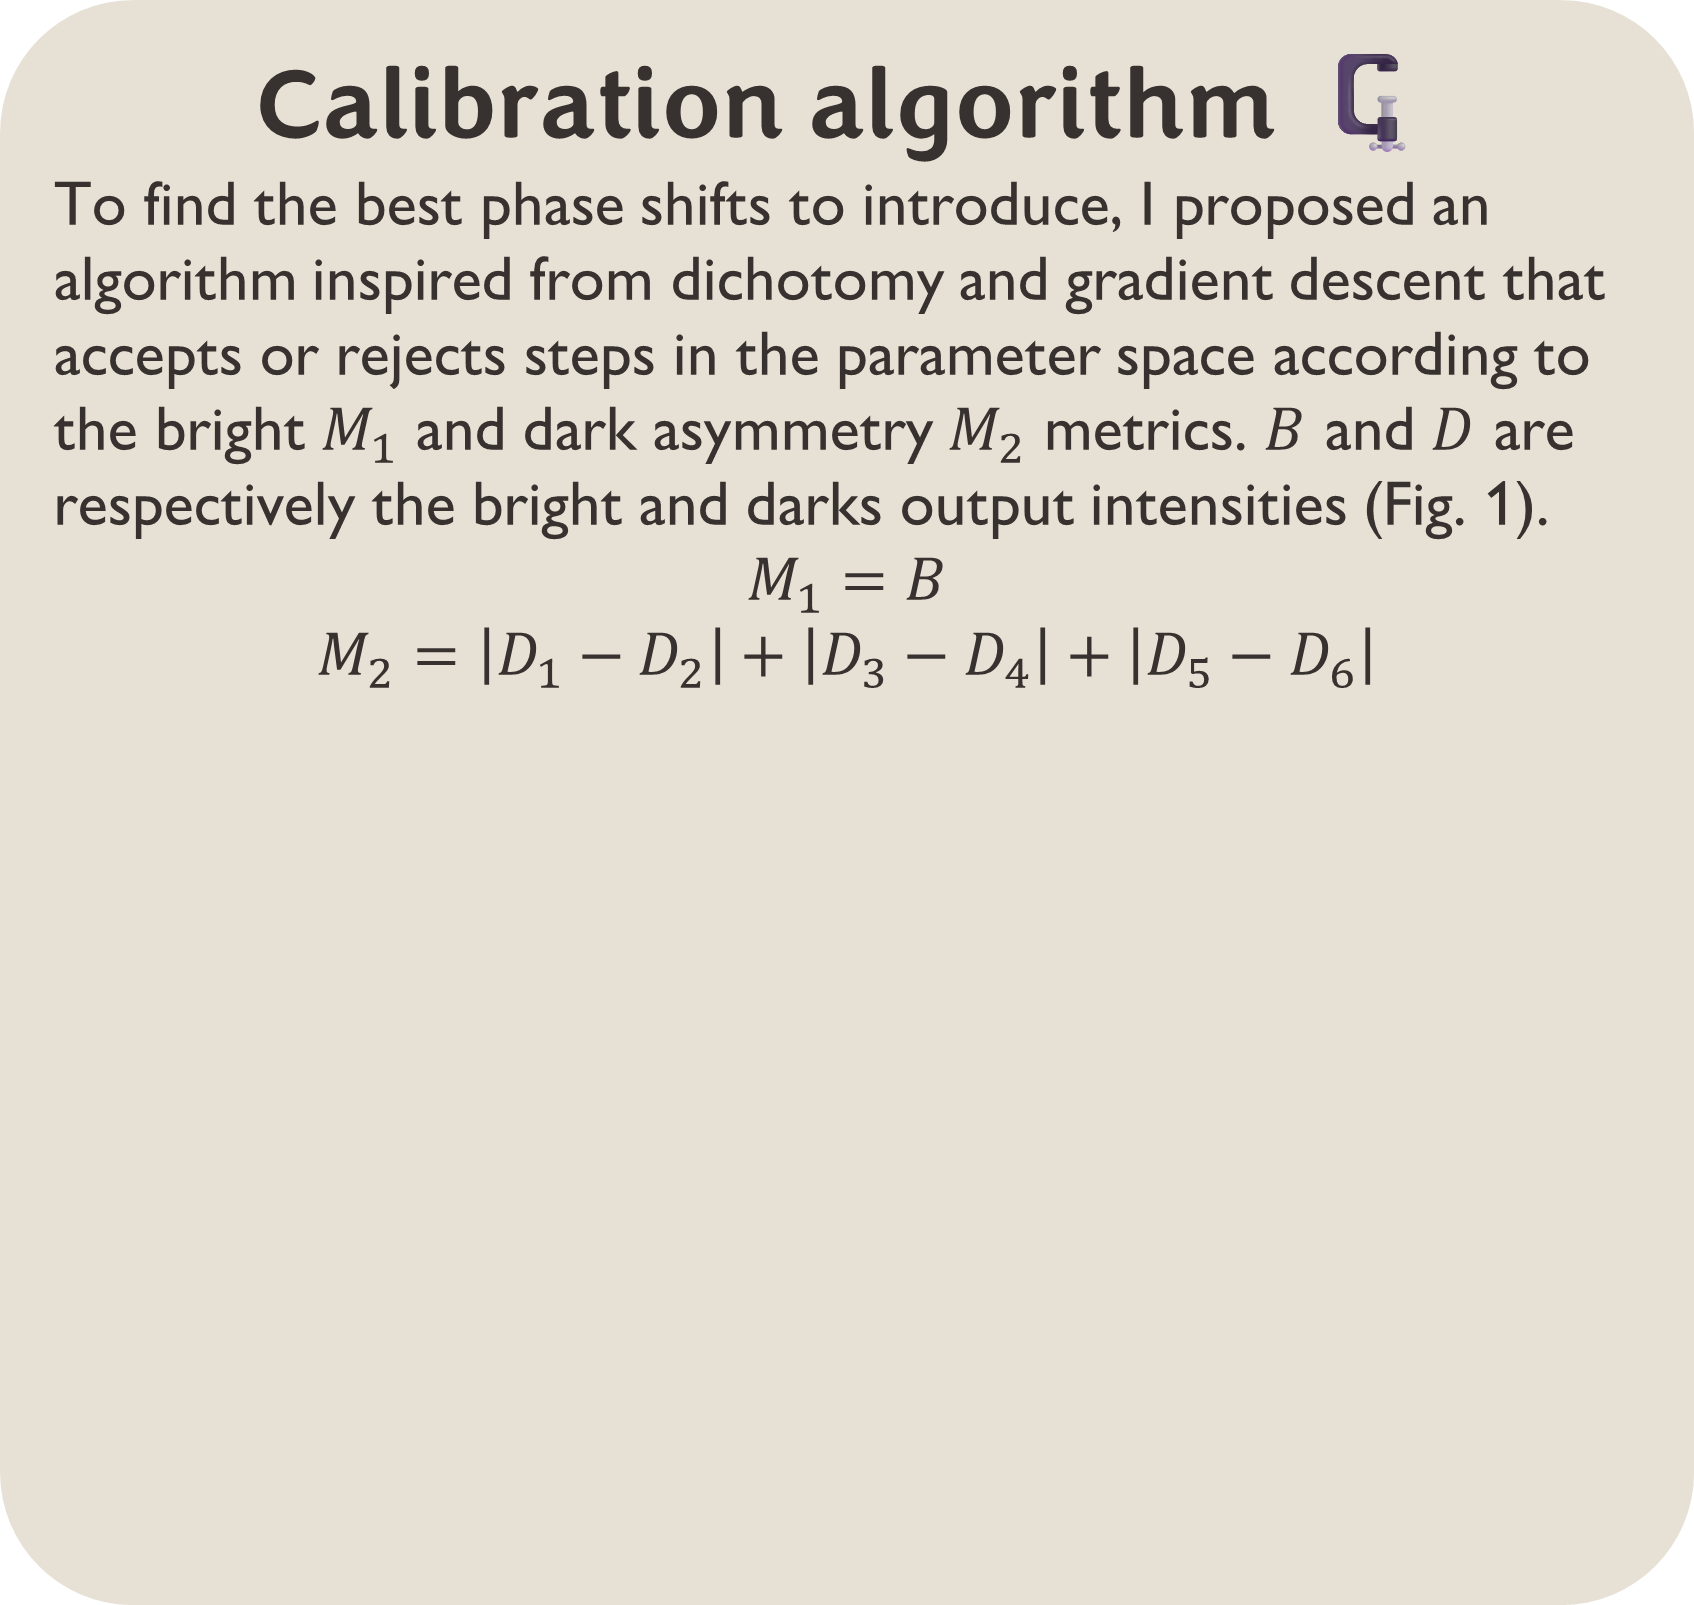 Calibration algorithm
To find the best phase shifts to introduce, I proposed an
algorithm inspired from dichotomy and gradient descent that
accepts or rejects steps in the parameter space according to
the bright M₁ and dark asymmetry M₂ metrics. B and D are
respectively the bright and darks output intensities (Fig. 1).
M₁ = B
M₂ = |D₁ − D₂| + |D₃ − D₄| + |D₅ − D₆|